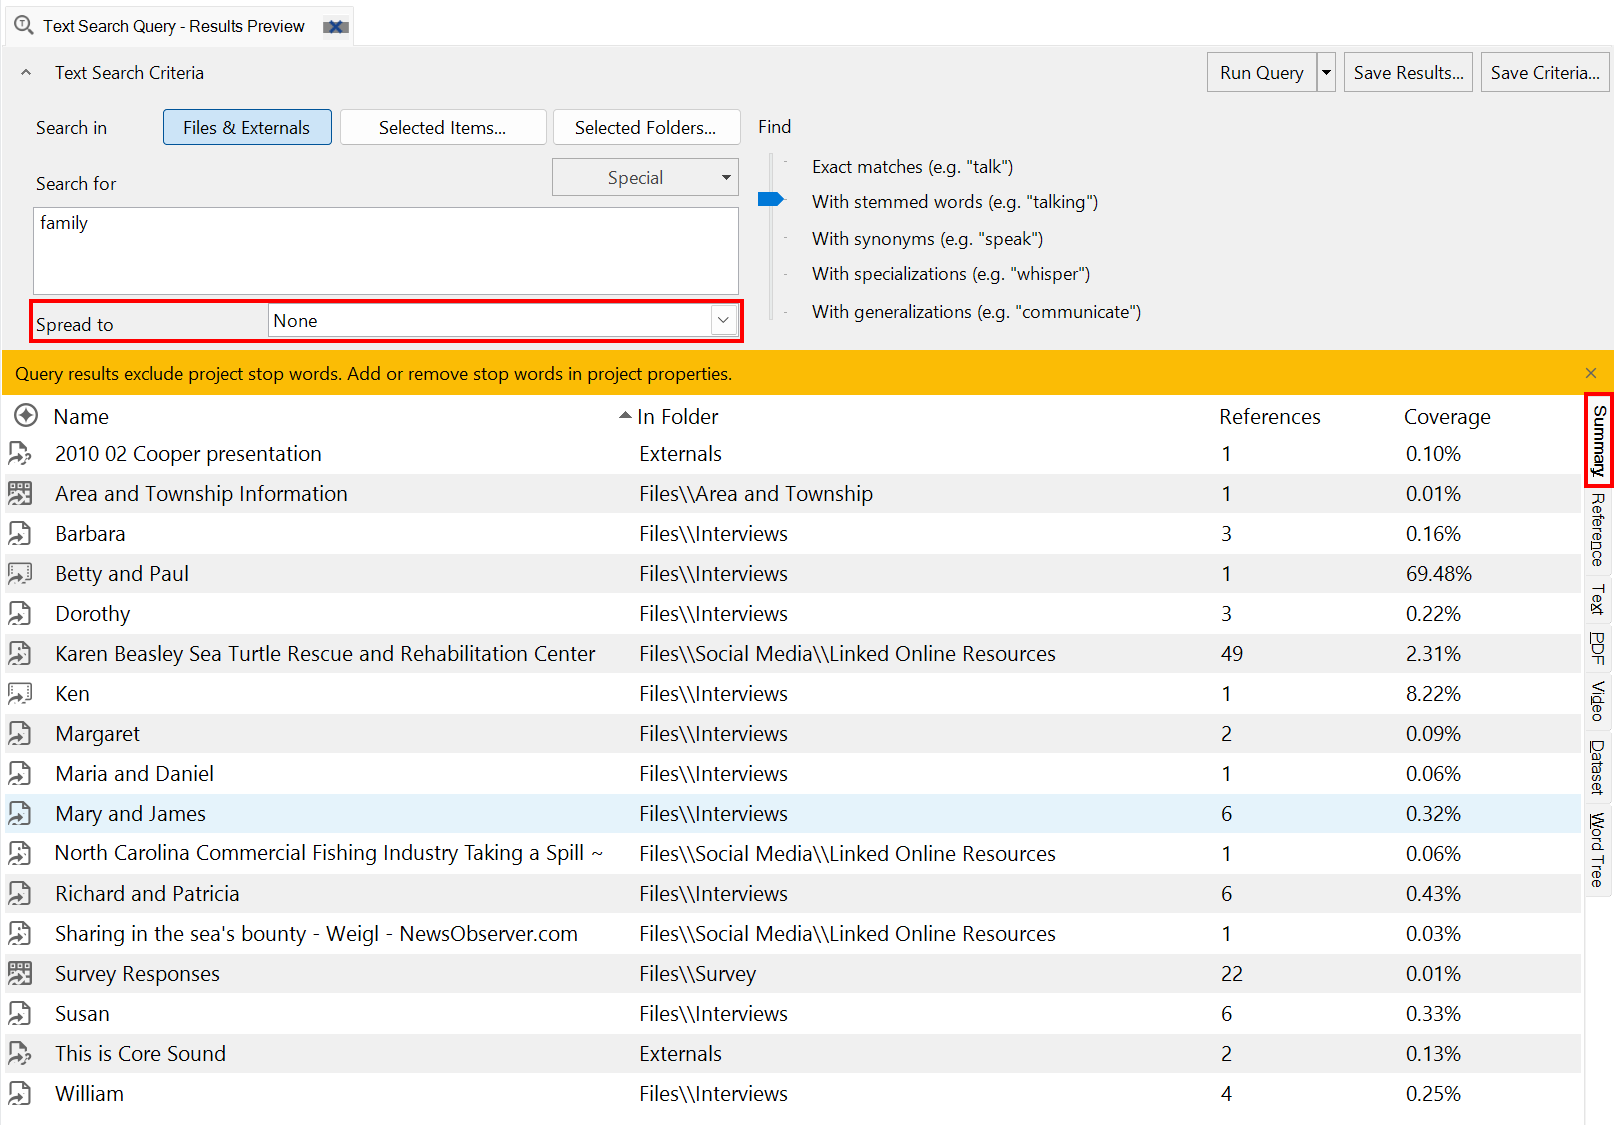 Text Search Query - Results Preview
Text Search Criteria
Run Query
Save Results...
Save Criteria...
Search in
Files & Externals
Selected Items...
Selected Folders...
Find
Search for
Special
family
Exact matches (e.g. "talk")
With stemmed words (e.g. "talking")
With synonyms (e.g. "speak")
With specializations (e.g. "whisper")
With generalizations (e.g. "communicate")
Spread to
None
Query results exclude project stop words. Add or remove stop words in project properties.
Name In Folder References Coverage
2010 02 Cooper presentation Externals 1 0.10%
Area and Township Information Files\\Area and Township 1 0.01%
Barbara Files\\Interviews 3 0.16%
Betty and Paul Files\\Interviews 1 69.48%
Dorothy Files\\Interviews 3 0.22%
Karen Beasley Sea Turtle Rescue and Rehabilitation Center Files\\Social Media\\Linked Online Resources 49 2.31%
Ken Files\\Interviews 1 8.22%
Margaret Files\\Interviews 2 0.09%
Maria and Daniel Files\\Interviews 1 0.06%
Mary and James Files\\Interviews 6 0.32%
North Carolina Commercial Fishing Industry Taking a Spill ~ Files\\Social Media\\Linked Online Resources 1 0.06%
Richard and Patricia Files\\Interviews 6 0.43%
Sharing in the sea's bounty - Weigl - NewsObserver.com Files\\Social Media\\Linked Online Resources 1 0.03%
Survey Responses Files\\Survey 22 0.01%
Susan Files\\Interviews 6 0.33%
This is Core Sound Externals 2 0.13%
William Files\\Interviews 4 0.25%
Summary
Reference
Text
PDF
Video
Dataset
Word Tree